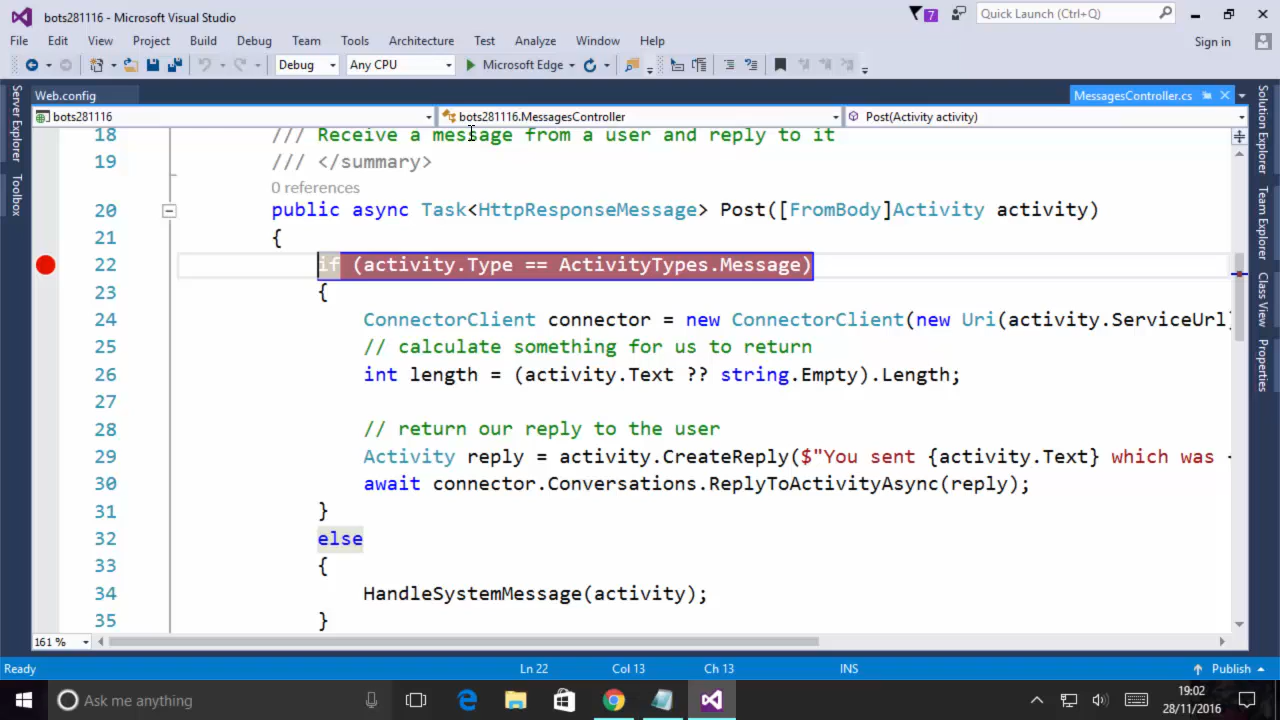 bots281116 - Microsoft Visual Studio
7
Quick Launch (Ctrl+Q)
File Edit View Project Build Debug Team Tools Architecture Test Analyze Window Help
Sign in
Debug Any CPU Microsoft Edge
Server Explorer
Toolbox
Web.config
MessagesController.cs
bots281116
bots281116.MessagesController
Post(Activity activity)
18 /// Receive a message from a user and reply to it
19 /// </summary>
0 references
20 public async Task<HttpResponseMessage> Post([FromBody]Activity activity)
21 {
22 if (activity.Type == ActivityTypes.Message)
23 {
24 ConnectorClient connector = new ConnectorClient(new Uri(activity.ServiceUrl)
25 // calculate something for us to return
26 int length = (activity.Text ?? string.Empty).Length;
27
28 // return our reply to the user
29 Activity reply = activity.CreateReply($"You sent {activity.Text} which was {
30 await connector.Conversations.ReplyToActivityAsync(reply);
31 }
32 else
33 {
34 HandleSystemMessage(activity);
35 }
Solution Explorer
Team Explorer
Class View
Properties
161 %
Ready Ln 22 Col 13 Ch 13 INS Publish
Ask me anything
19:02
28/11/2016